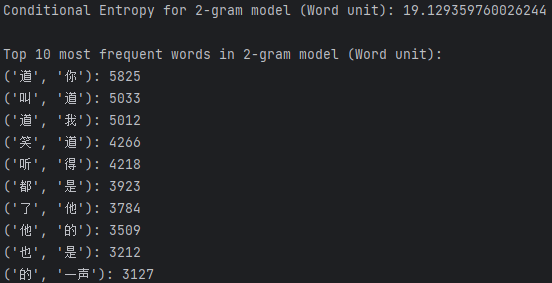 Conditional Entropy for 2-gram model (Word unit): 19.129359760026244
Top 10 most frequent words in 2-gram model (Word unit):
('道', '你'): 5825
('叫', '道'): 5033
('道', '我'): 5012
('笑', '道'): 4266
('听', '得'): 4218
('都', '是'): 3923
('了', '他'): 3784
('他', '的'): 3509
('也', '是'): 3212
('的', '一声'): 3127